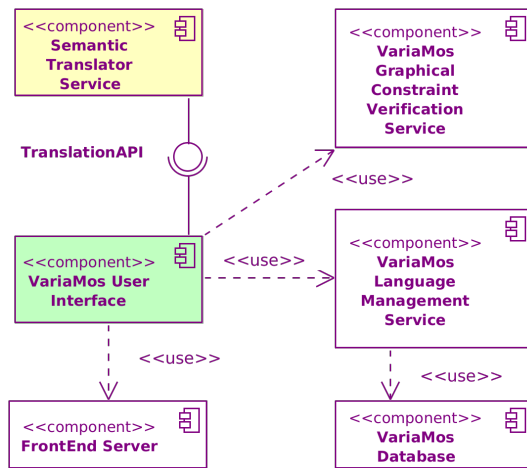 <<component>>
Semantic
Translator
Service
<<component>>
VariaMos
Graphical
Constraint
Verification
Service
TranslationAPI
<<use>>
<<component>>
VariaMos User
Interface
<<use>>
<<component>>
VariaMos
Language
Management
Service
<<use>>
<<use>>
<<component>>
FrontEnd Server
<<component>>
VariaMos
Database